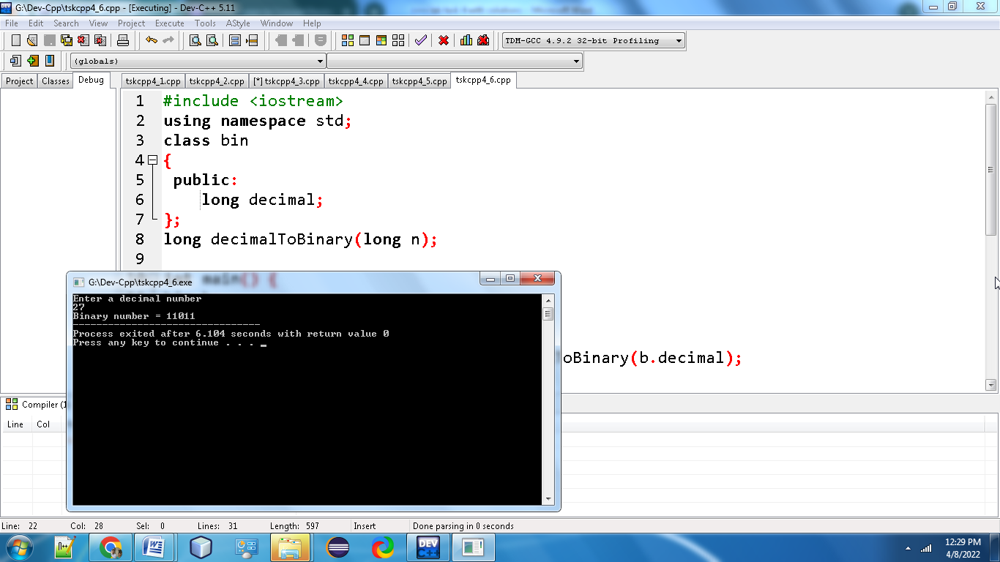 G:\Dev-Cpp\tskcpp4_6.cpp - [Executing] - Dev-C++ 5.11
File Edit Search View Project Execute Tools AStyle Window Help
TDM-GCC 4.9.2 32-bit Profiling
(globals)
Project Classes Debug
tskcpp4_1.cpp tskcpp4_2.cpp [*] tskcpp4_3.cpp tskcpp4_4.cpp tskcpp4_5.cpp tskcpp4_6.cpp
1 #include <iostream>
2 using namespace std;
3 class bin
4 {
5 public:
6 long decimal;
7 };
8 long decimalToBinary(long n);
9
main() {
oBinary(b.decimal);
G:\Dev-Cpp\tskcpp4_6.exe
Enter a decimal number
27
Binary number = 11011
--------------------------------
Process exited after 6.104 seconds with return value 0
Press any key to continue . . . _
Compiler (1
Line Col
Line: 22 Col: 28 Sel: 0 Lines: 31 Length: 597 Insert Done parsing in 0 seconds
n++
W
DEV
C++
12:29 PM
4/8/2022